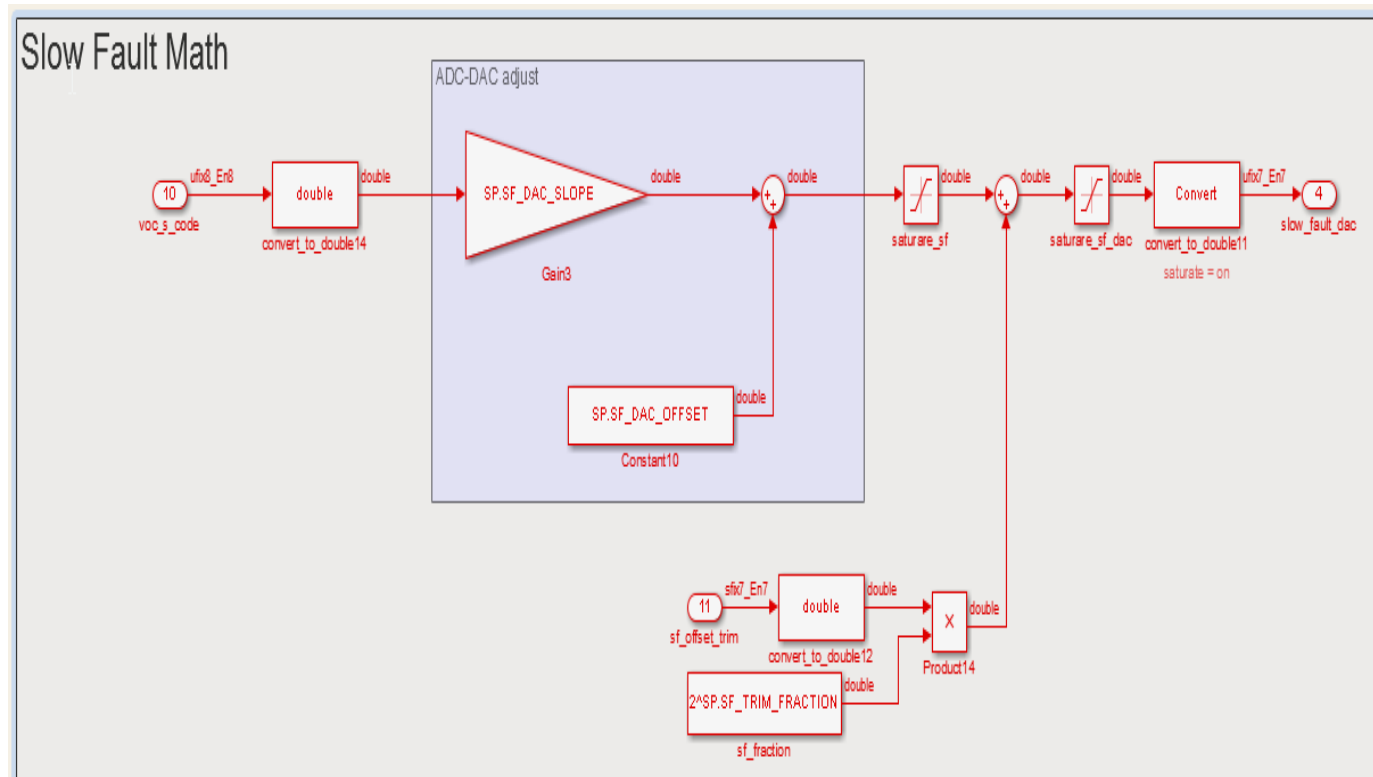 Slow Fault Math
ADC-DAC adjust
10
voc_s_code
ufix8_En8
double
convert_to_double14
double
SP.SF_DAC_SLOPE
Gain3
double
+
+
double
SP.SF_DAC_OFFSET
Constant10
double
saturare_sf
double
+
+
double
saturare_sf_dac
double
Convert
convert_to_double11
saturate = on
ufix7_En7
4
slow_fault_dac
11
sf_offset_trim
sfix7_En7
double
convert_to_double12
double
2^SP.SF_TRIM_FRACTION
sf_fraction
double
×
Product14
double